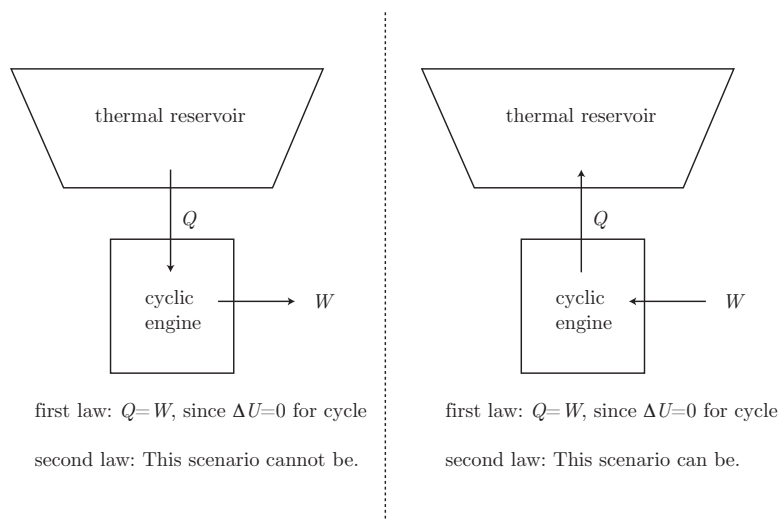 thermal reservoir
Q
cyclic
engine
W
first law: Q=W, since ΔU=0 for cycle
second law: This scenario cannot be.
thermal reservoir
Q
cyclic
engine
W
first law: Q=W, since ΔU=0 for cycle
second law: This scenario can be.